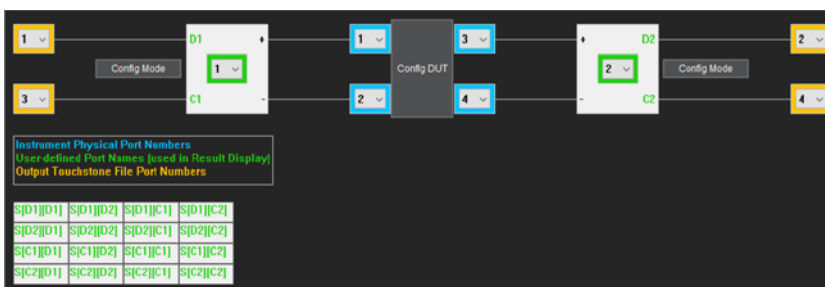 1 D1 + 1 3 + D2 2
Config Mode 1 Config DUT 2 Config Mode
3 C1 - 2 4 - C2 4
Instrument Physical Port Numbers
User-defined Port Names (used in Result Display)
Output Touchstone File Port Numbers
S[D1][D1] S[D1][D2] S[D1][C1] S[D1][C2]
S[D2][D1] S[D2][D2] S[D2][C1] S[D2][C2]
S[C1][D1] S[C1][D2] S[C1][C1] S[C1][C2]
S[C2][D1] S[C2][D2] S[C2][C1] S[C2][C2]